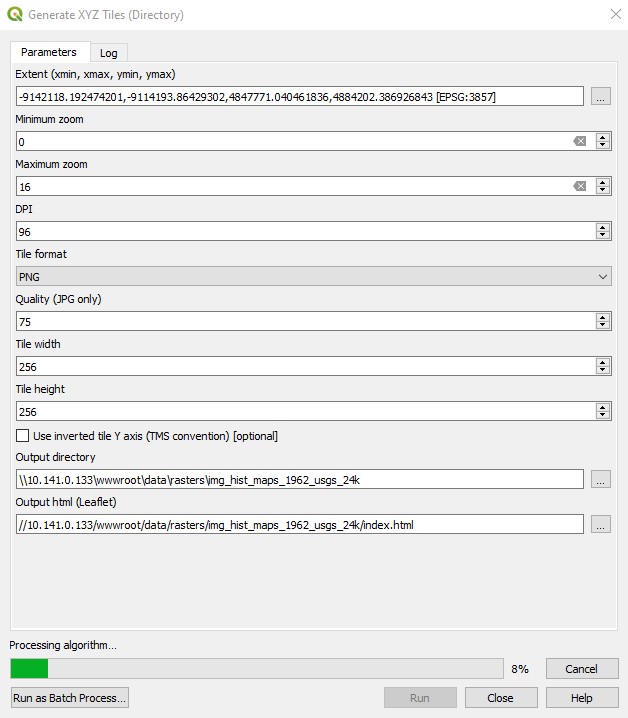 Generate XYZ Tiles (Directory)
Parameters
Log
Extent (xmin, xmax, ymin, ymax)
-9142118.192474201,-9114193.86429302,4847771.040461836,4884202.386926843 [EPSG:3857]
...
Minimum zoom
0
Maximum zoom
16
DPI
96
Tile format
PNG
Quality (JPG only)
75
Tile width
256
Tile height
256
Use inverted tile Y axis (TMS convention) [optional]
Output directory
\\10.141.0.133\wwwroot\data\rasters\img_hist_maps_1962_usgs_24k
...
Output html (Leaflet)
//10.141.0.133/wwwroot/data/rasters/img_hist_maps_1962_usgs_24k/index.html
...
Processing algorithm...
8%
Cancel
Run as Batch Process...
Run
Close
Help